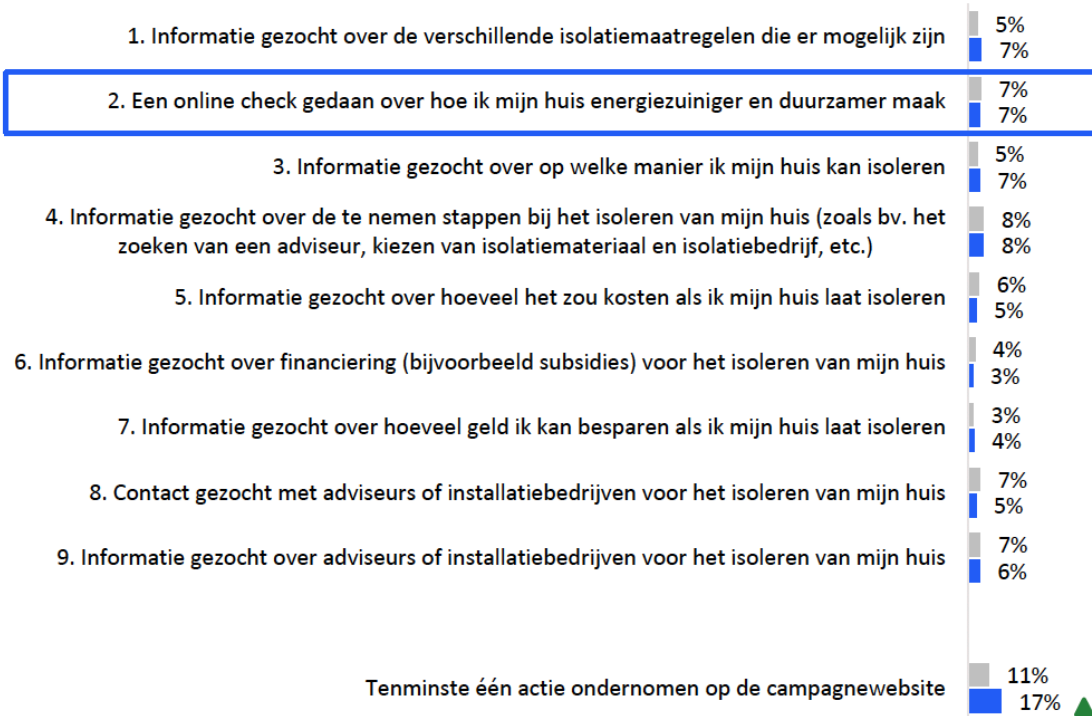 1. Informatie gezocht over de verschillende isolatiemaatregelen die er mogelijk zijn
5%
7%
2. Een online check gedaan over hoe ik mijn huis energiezuiniger en duurzamer maak
7%
7%
3. Informatie gezocht over op welke manier ik mijn huis kan isoleren
5%
7%
4. Informatie gezocht over de te nemen stappen bij het isoleren van mijn huis (zoals bv. het
zoeken van een adviseur, kiezen van isolatiemateriaal en isolatiebedrijf, etc.)
8%
8%
5. Informatie gezocht over hoeveel het zou kosten als ik mijn huis laat isoleren
6%
5%
6. Informatie gezocht over financiering (bijvoorbeeld subsidies) voor het isoleren van mijn huis
4%
3%
7. Informatie gezocht over hoeveel geld ik kan besparen als ik mijn huis laat isoleren
3%
4%
8. Contact gezocht met adviseurs of installatiebedrijven voor het isoleren van mijn huis
7%
5%
9. Informatie gezocht over adviseurs of installatiebedrijven voor het isoleren van mijn huis
7%
6%
Tenminste één actie ondernomen op de campagnewebsite
11%
17%